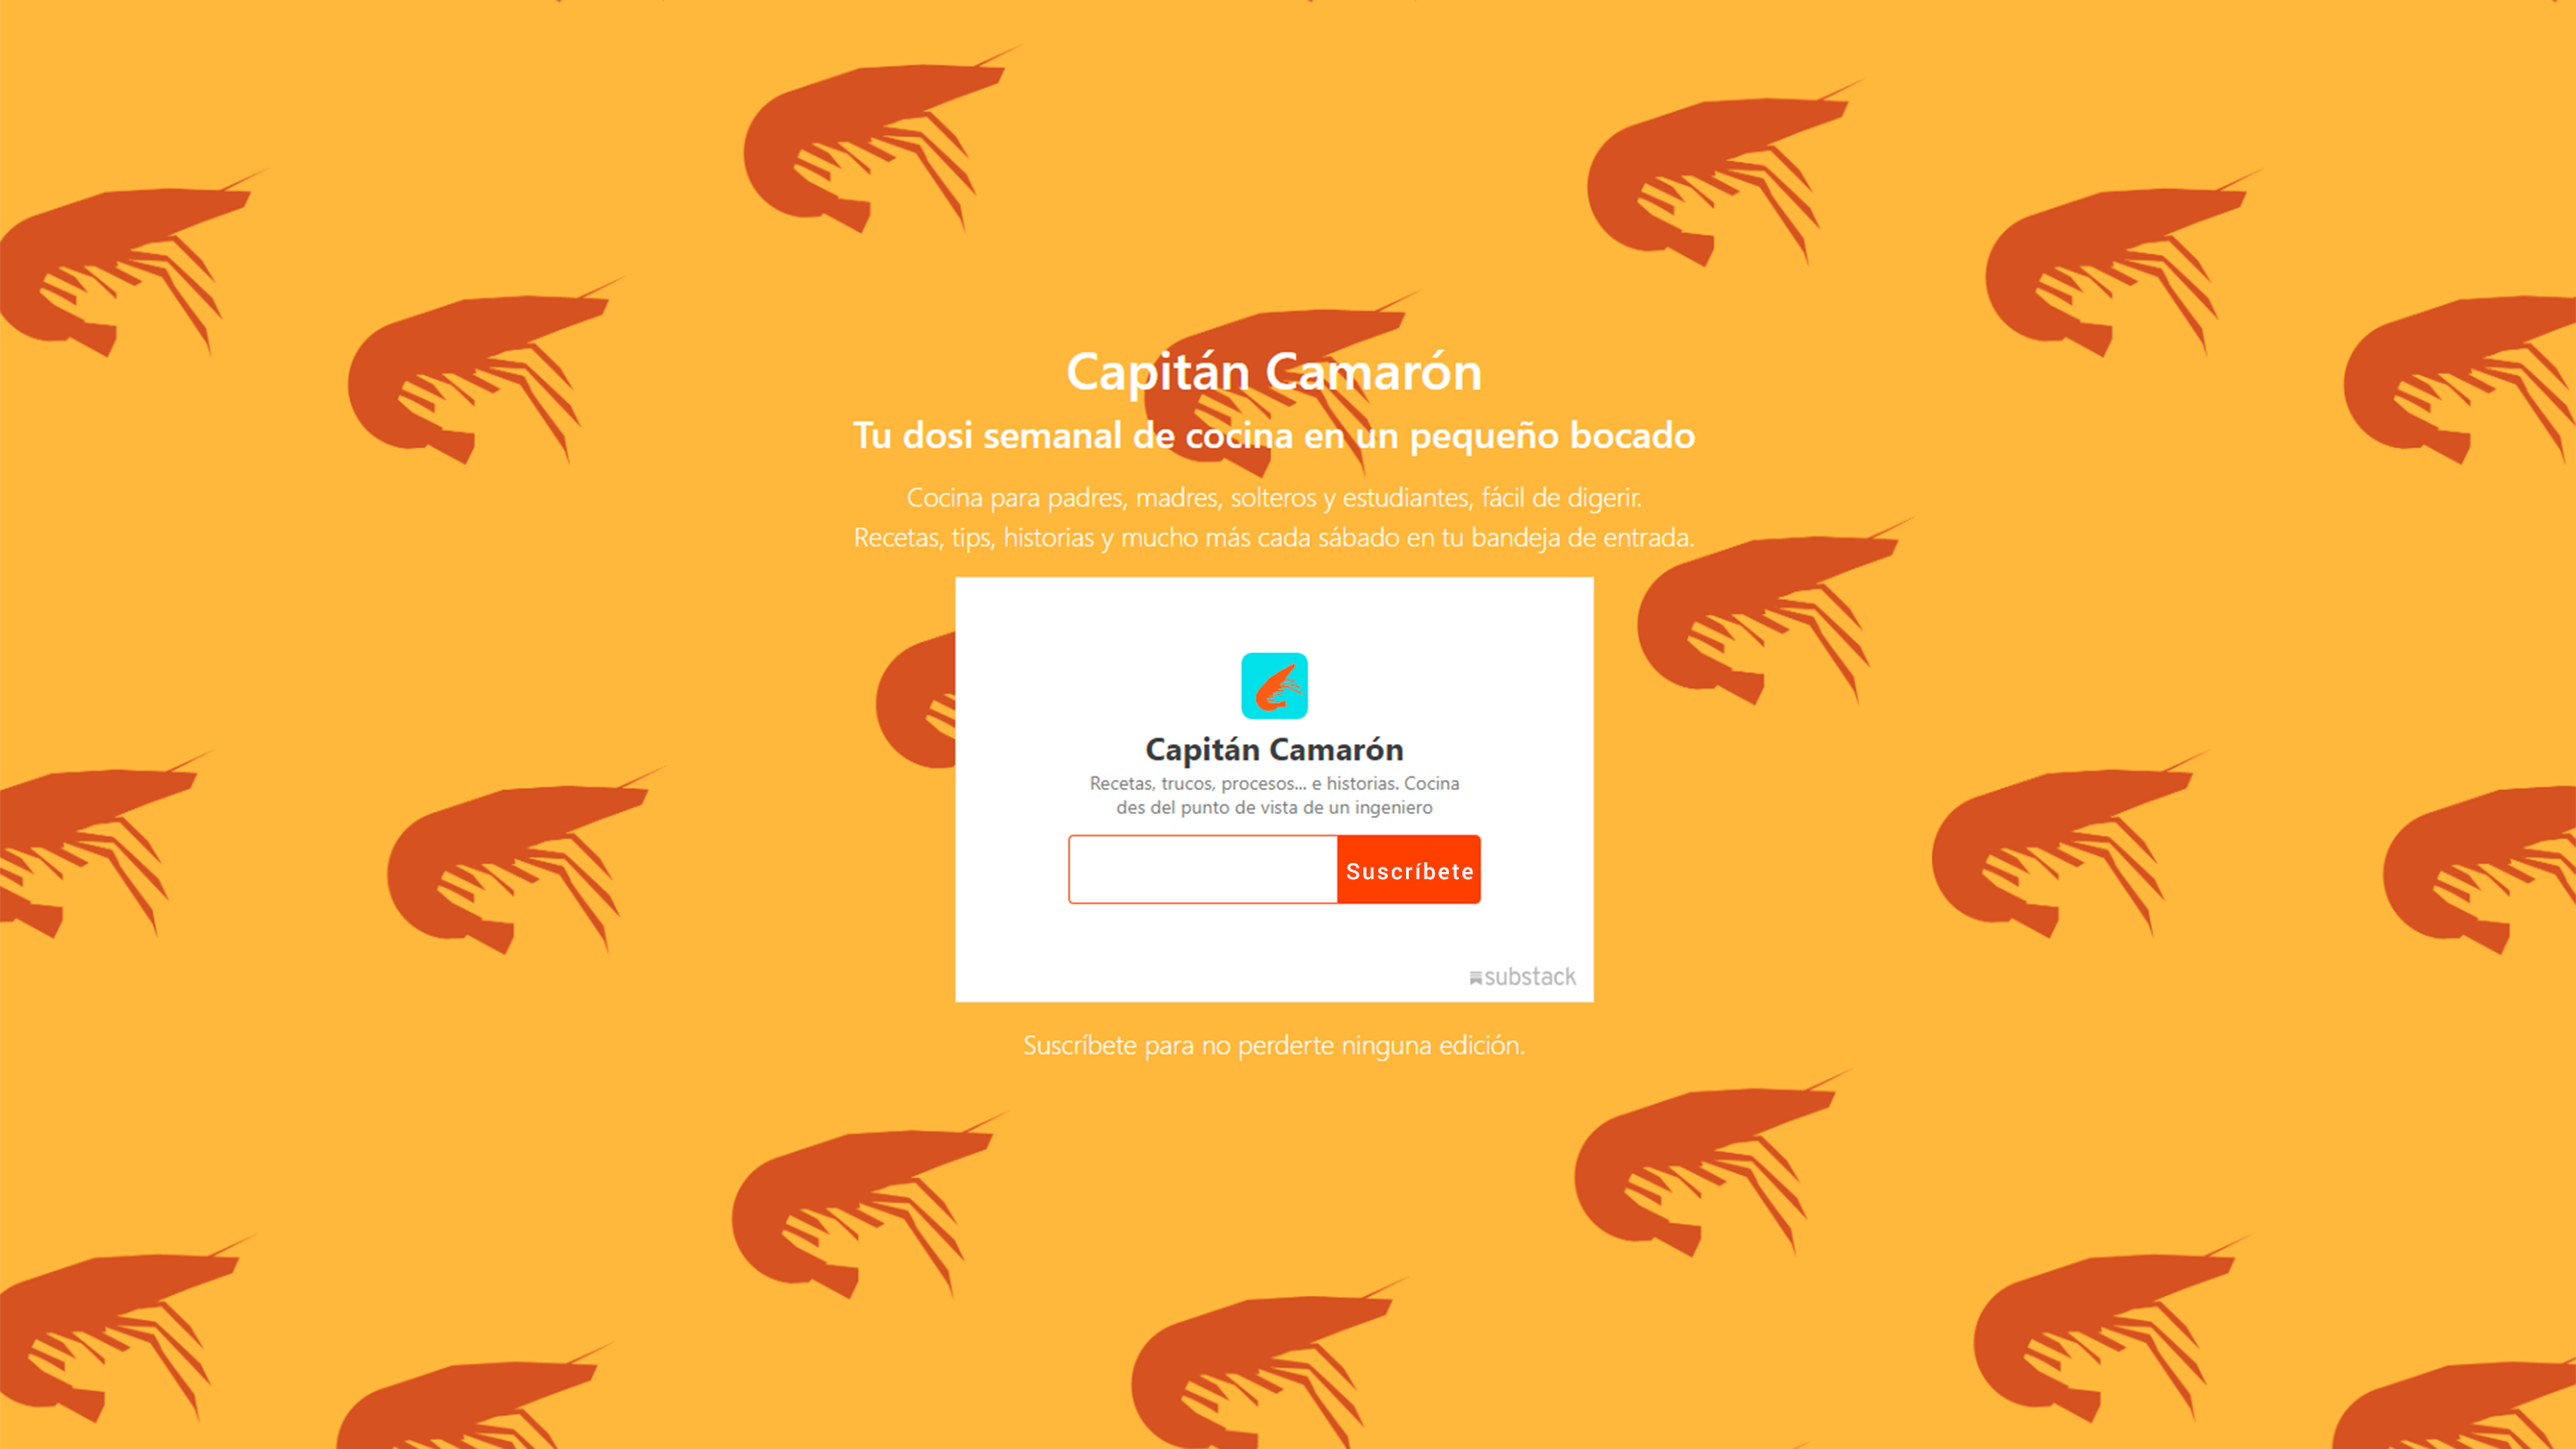 Capitán Camarón
Tu dosi semanal de cocina en un pequeño bocado
Cocina para padres, madres, solteros y estudiantes, fácil de digerir.
Recetas, tips, historias y mucho más cada sábado en tu bandeja de entrada.
Capitán Camarón
Recetas, trucos, procesos... e historias. Cocina
des del punto de vista de un ingeniero
Suscríbete
substack
Suscríbete para no perderte ninguna edición.